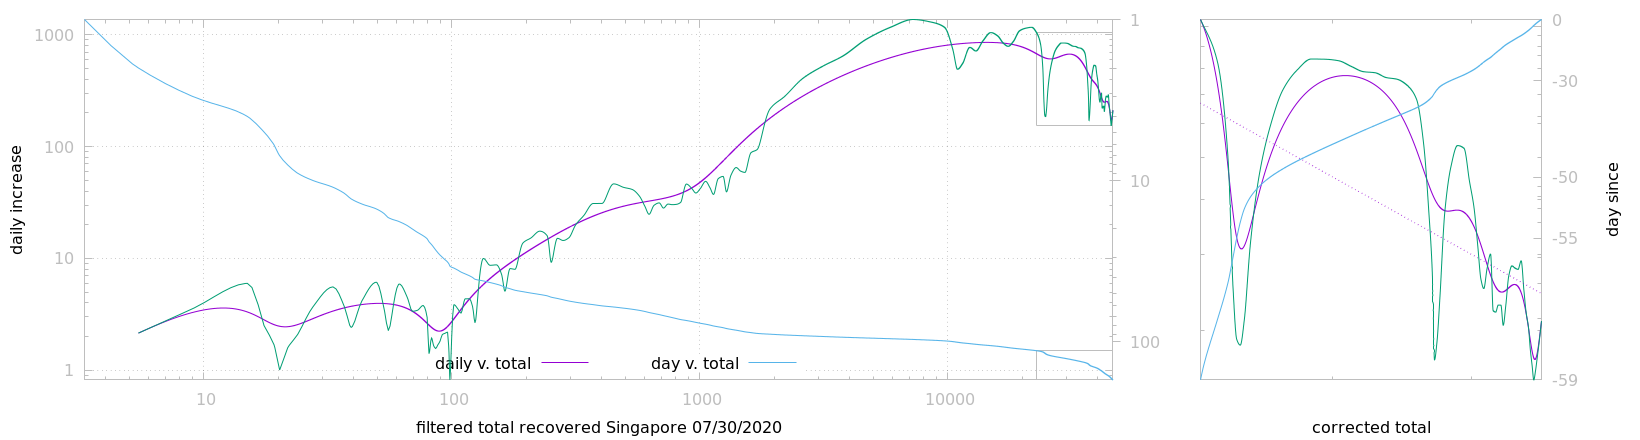 1000
100
10
1
daily increase
10
100
1000
10000
1
10
100
daily v. total
day v. total
filtered total recovered Singapore 07/30/2020
0
-30
-50
-55
-59
day since
corrected total